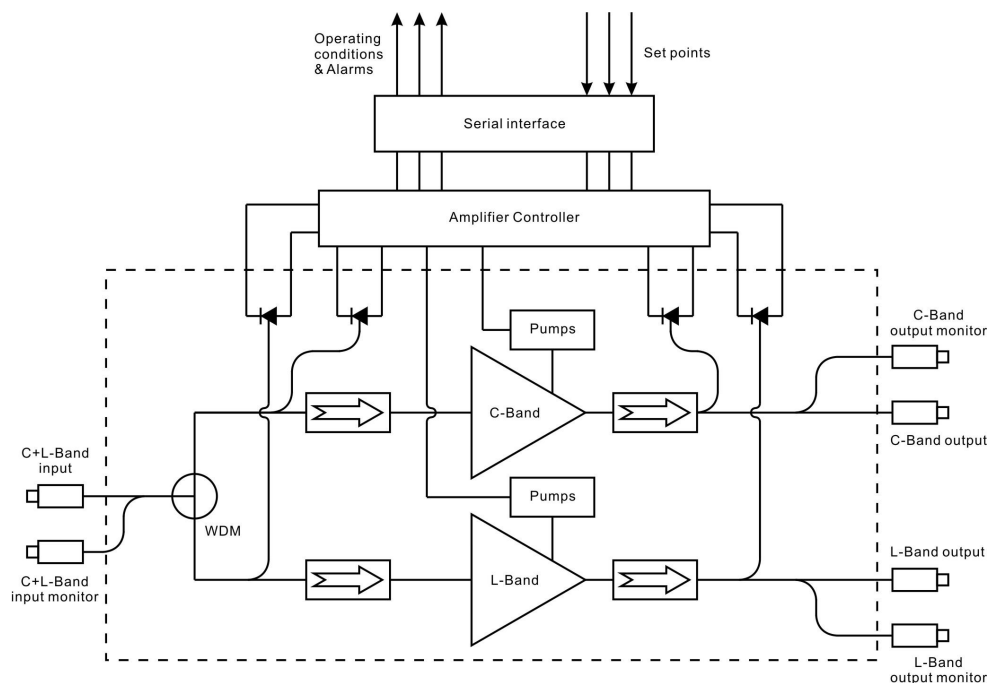 Operating
conditions
& Alarms
Set points
Serial interface
Amplifier Controller
Pumps
C-Band
output monitor
C-Band
C-Band output
C+L-Band
input
WDM
Pumps
C+L-Band
input monitor
L-Band
L-Band output
L-Band
output monitor